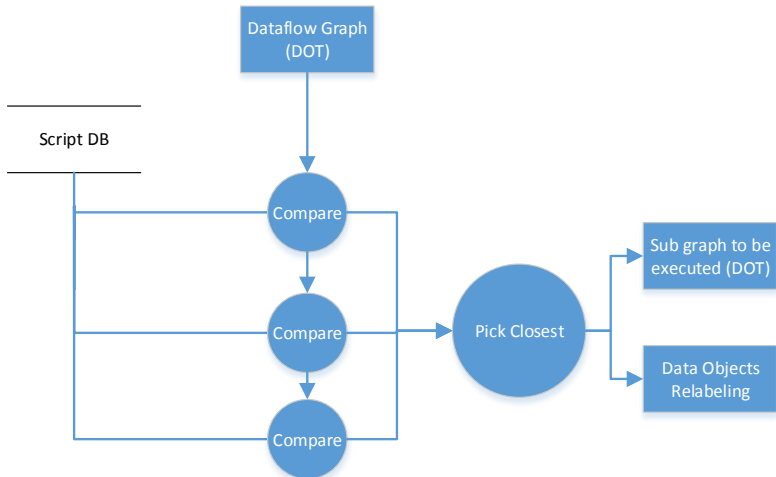 Dataflow Graph
(DOT)
Script DB
Compare
Sub graph to be
executed (DOT)
Compare
Pick Closest
Data Objects
Relabeling
Compare